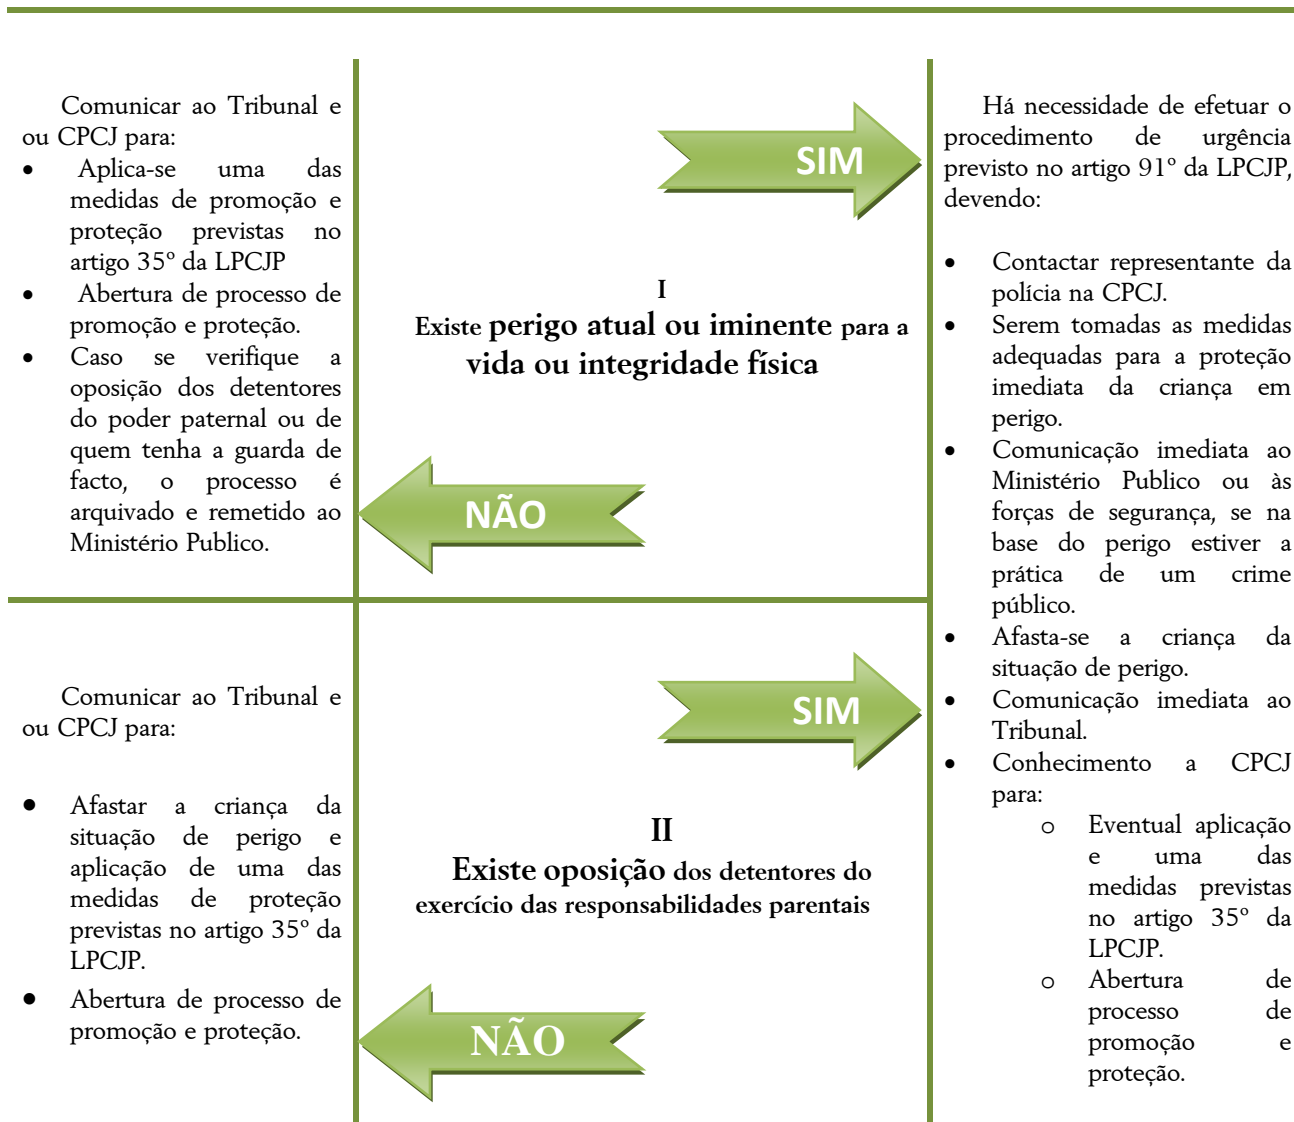 Comunicar ao Tribunal e
ou CPCJ para:
• Aplica-se uma das
medidas de promoção e
proteção previstas no
artigo 35º da LPCJP
• Abertura de processo de
promoção e proteção.
• Caso se verifique a
oposição dos detentores
do poder paternal ou de
quem tenha a guarda de
facto, o processo é
arquivado e remetido ao
Ministério Publico.
SIM
I
Existe perigo atual ou iminente para a
vida ou integridade física
NÃO
Há necessidade de efetuar o
procedimento de urgência
previsto no artigo 91º da LPCJP,
devendo:
• Contactar representante da
polícia na CPCJ.
• Serem tomadas as medidas
adequadas para a proteção
imediata da criança em
perigo.
• Comunicação imediata ao
Ministério Publico ou às
forças de segurança, se na
base do perigo estiver a
prática de um crime
público.
• Afasta-se a criança da
situação de perigo.
• Comunicação imediata ao
Tribunal.
• Conhecimento a CPCJ
para:
o Eventual aplicação
e uma das
medidas previstas
no artigo 35º da
LPCJP.
o Abertura de
processo de
promoção e
proteção.
Comunicar ao Tribunal e
ou CPCJ para:
• Afastar a criança da
situação de perigo e
aplicação de uma das
medidas de proteção
previstas no artigo 35º da
LPCJP.
• Abertura de processo de
promoção e proteção.
SIM
II
Existe oposição dos detentores do
exercício das responsabilidades parentais
NÃO